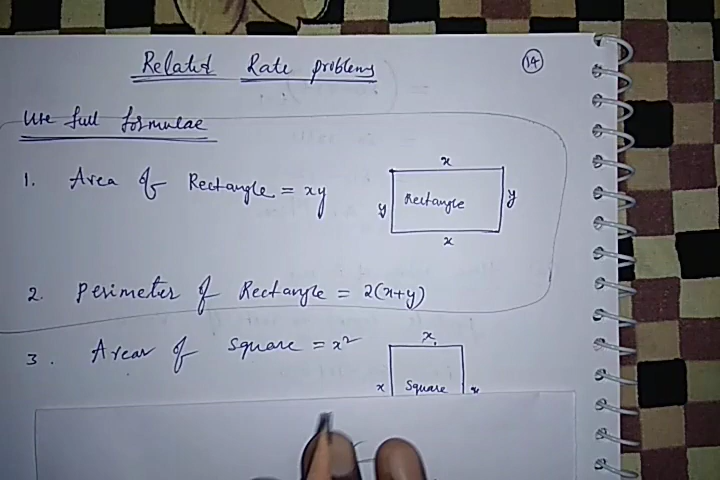 Related Rate problems
14
Use full formulae
1. Area of Rectangle = xy
x
y Rectangle y
x
2. Perimeter of Rectangle = 2(x+y)
3. Area of Square = x²
x
x Square x